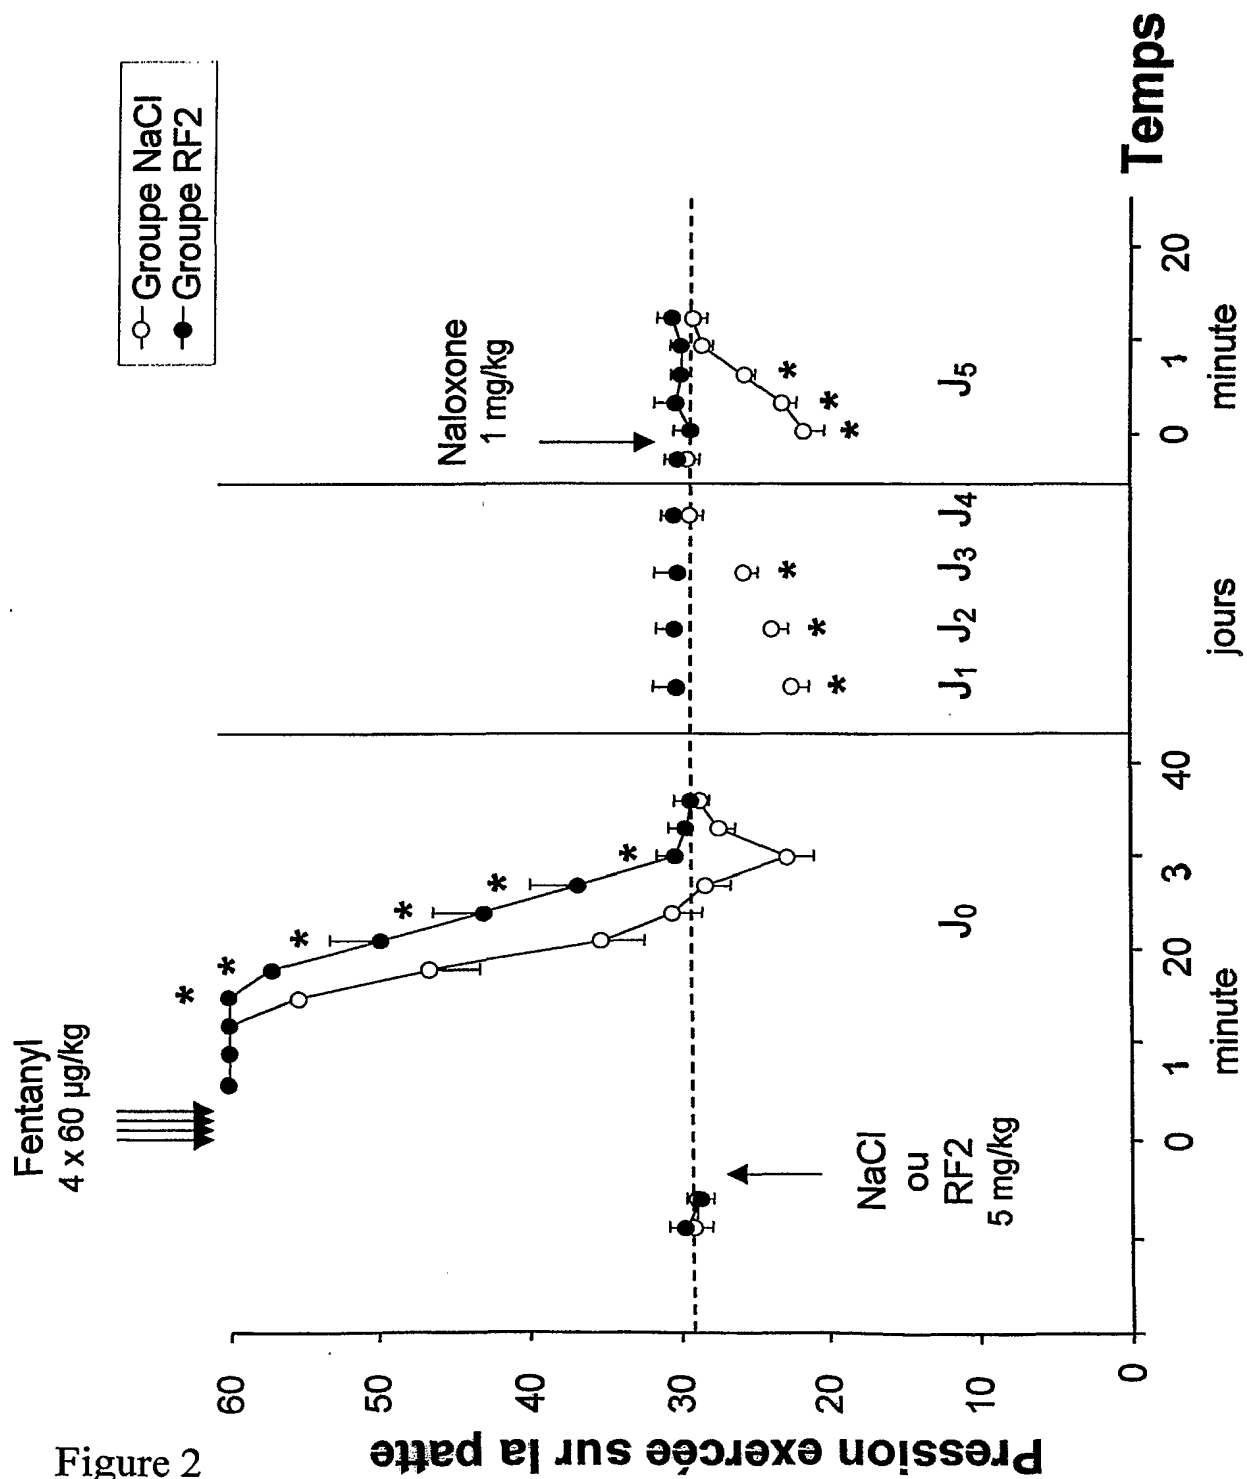 Figure 2
Groupe NaCl
Groupe RF2
Fentanyl
4 x 60 µg/kg
Naloxone
1 mg/kg
NaCl
ou
RF2
5 mg/kg
Pression exercée sur la patte
60
50
40
30
20
10
0
*
*
*
*
*
*
*
*
*
*
*
*
J0
J1
J2
J3
J4
J5
0
1
20
3
40
0
1
20
minute
jours
minute
Temps